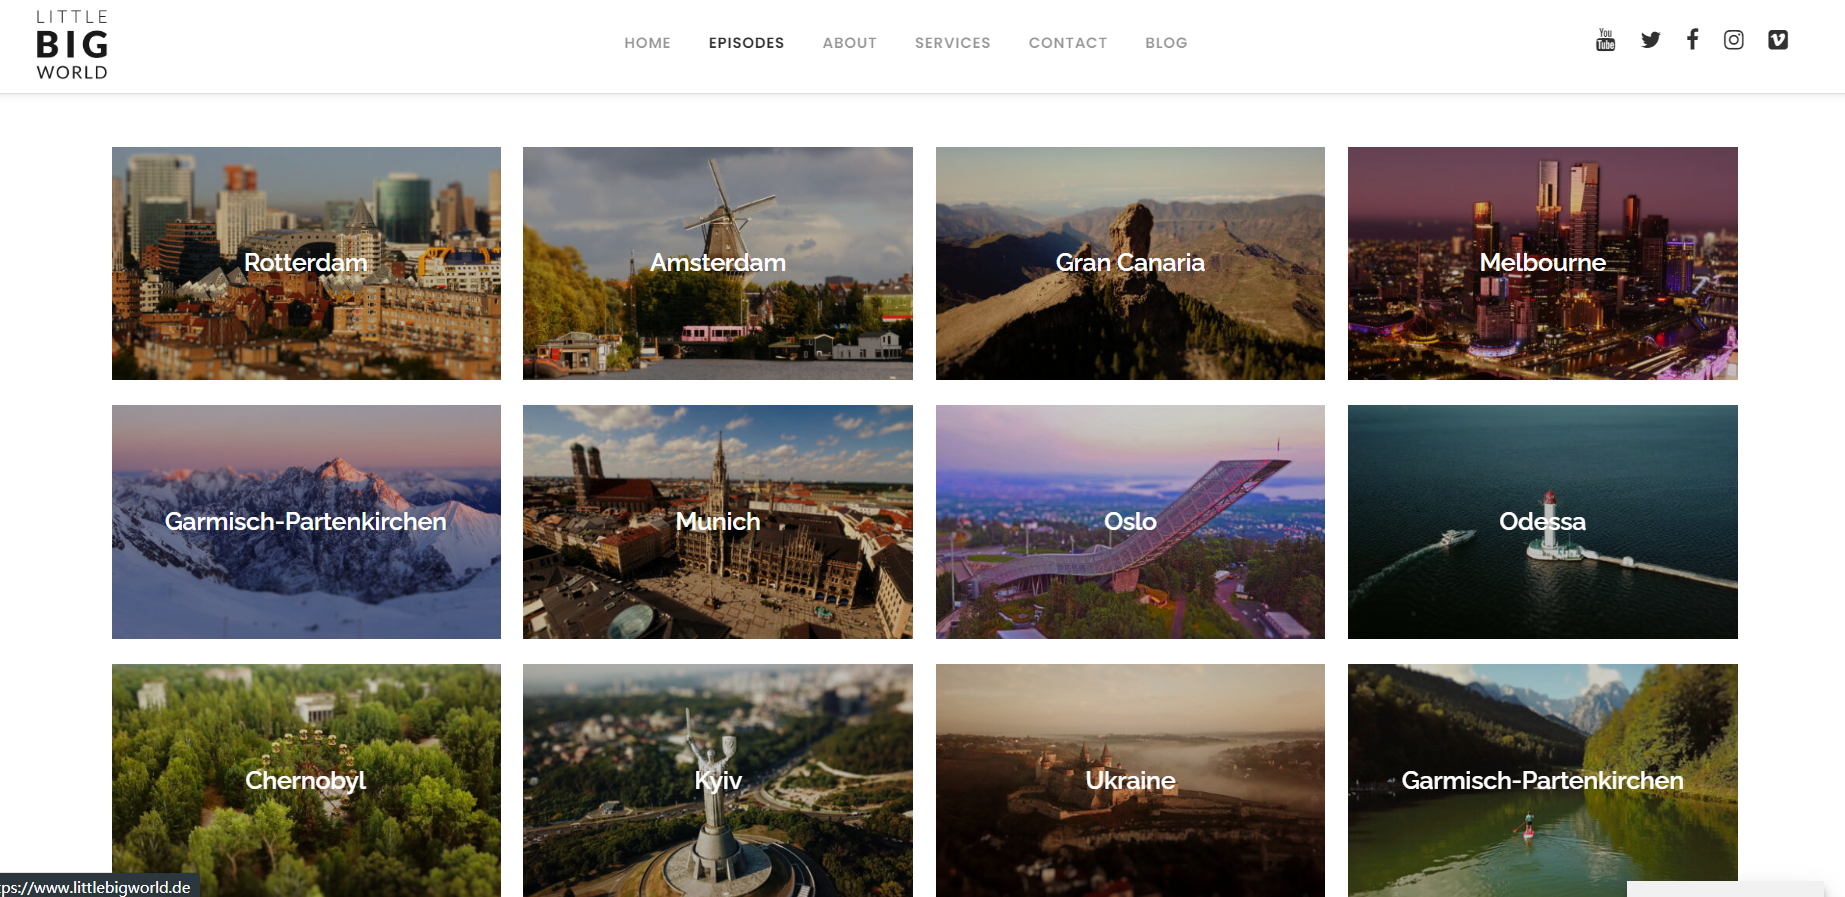 LITTLE
BIG
WORLD
HOME EPISODES ABOUT SERVICES CONTACT BLOG
You
Tube
Rotterdam Amsterdam Gran Canaria Melbourne
Garmisch-Partenkirchen Munich Oslo Odessa
Chernobyl Kyiv Ukraine Garmisch-Partenkirchen
tps://www.littlebigworld.de